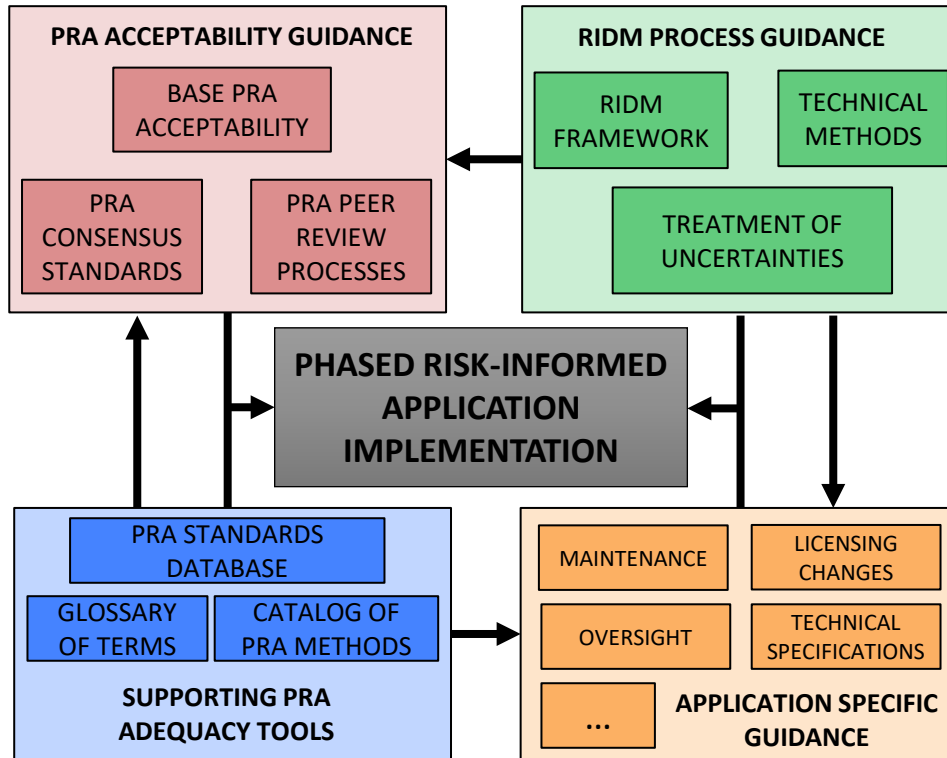 PRA ACCEPTABILITY GUIDANCE
BASE PRA
ACCEPTABILITY
PRA
CONSENSUS
STANDARDS
PRA PEER
REVIEW
PROCESSES
RIDM PROCESS GUIDANCE
RIDM
FRAMEWORK
TECHNICAL
METHODS
TREATMENT OF
UNCERTAINTIES
PHASED RISK-INFORMED
APPLICATION
IMPLEMENTATION
PRA STANDARDS
DATABASE
GLOSSARY
OF TERMS
CATALOG OF
PRA METHODS
SUPPORTING PRA
ADEQUACY TOOLS
MAINTENANCE
LICENSING
CHANGES
OVERSIGHT
TECHNICAL
SPECIFICATIONS
...
APPLICATION SPECIFIC
GUIDANCE